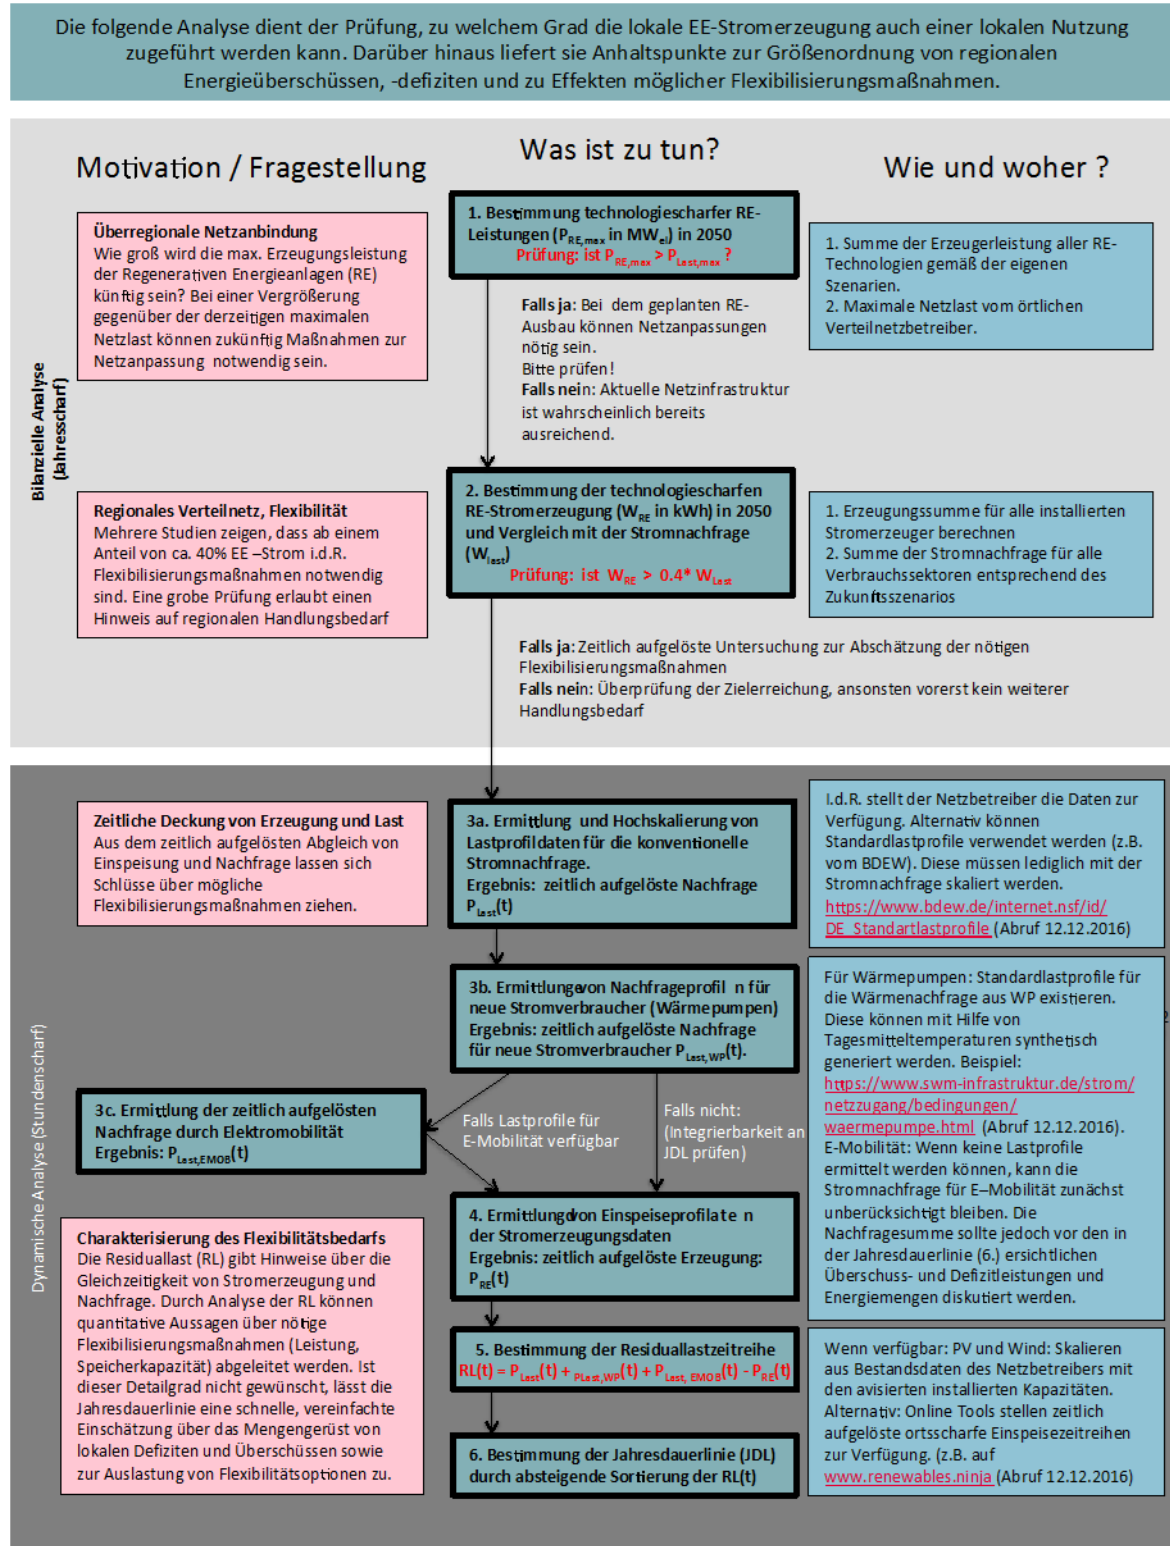 Die folgende Analyse dient der Prüfung, zu welchem Grad die lokale EE-Stromerzeugung auch einer lokalen Nutzung
zugeführt werden kann. Darüber hinaus liefert sie Anhaltspunkte zur Größenordnung von regionalen
Energieüberschüssen, -defiziten und zu Effekten möglicher Flexibilisierungsmaßnahmen.
Motivation / Fragestellung
Was ist zu tun?
Wie und woher ?
Bilanzielle Analyse
(Jahresscharf)
Überregionale Netzanbindung
Wie groß wird die max. Erzeugungsleistung
der Regenerativen Energieanlagen (RE)
künftig sein? Bei einer Vergrößerung
gegenüber der derzeitigen maximalen
Netzlast können zukünftig Maßnahmen zur
Netzanpassung notwendig sein.
1. Bestimmung technologiescharfer RE-
Leistungen (P_RE,max in MW_el) in 2050
Prüfung: ist P_RE,max > P_Last,max ?
1. Summe der Erzeugerleistung aller RE-
Technologien gemäß der eigenen
Szenarien.
2. Maximale Netzlast vom örtlichen
Verteilnetzbetreiber.
Falls ja: Bei dem geplanten RE-
Ausbau können Netzanpassungen
nötig sein.
Bitte prüfen!
Falls nein: Aktuelle Netzinfrastruktur
ist wahrscheinlich bereits
ausreichend.
Regionales Verteilnetz, Flexibilität
Mehrere Studien zeigen, dass ab einem
Anteil von ca. 40% EE –Strom i.d.R.
Flexibilisierungsmaßnahmen notwendig
sind. Eine grobe Prüfung erlaubt einen
Hinweis auf regionalen Handlungsbedarf
2. Bestimmung der technologiescharfen
RE-Stromerzeugung (W_RE in kWh) in 2050
und Vergleich mit der Stromnachfrage
(W_last)
Prüfung: ist W_RE > 0.4* W_Last
1. Erzeugungssumme für alle installierten
Stromerzeuger berechnen
2. Summe der Stromnachfrage für alle
Verbrauchssektoren entsprechend des
Zukunftsszenarios
Falls ja: Zeitlich aufgelöste Untersuchung zur Abschätzung der nötigen
Flexibilisierungsmaßnahmen
Falls nein: Überprüfung der Zielerreichung, ansonsten vorerst kein weiterer
Handlungsbedarf
Dynamische Analyse (Stundenscharf)
Zeitliche Deckung von Erzeugung und Last
Aus dem zeitlich aufgelösten Abgleich von
Einspeisung und Nachfrage lassen sich
Schlüsse über mögliche
Flexibilisierungsmaßnahmen ziehen.
3a. Ermittlung und Hochskalierung von
Lastprofildaten für die konventionelle
Stromnachfrage.
Ergebnis: zeitlich aufgelöste Nachfrage
P_Last(t)
I.d.R. stellt der Netzbetreiber die Daten zur
Verfügung. Alternativ können
Standardlastprofile verwendet werden (z.B.
vom BDEW). Diese müssen lediglich mit der
Stromnachfrage skaliert werden.
https://www.bdew.de/internet.nsf/id/
DE_Standartlastprofile (Abruf 12.12.2016)
3b. Ermittlung von Nachfrageprofil n für
neue Stromverbraucher (Wärmepumpen)
Ergebnis: zeitlich aufgelöste Nachfrage
für neue Stromverbraucher P_Last,WP(t).
Für Wärmepumpen: Standardlastprofile für
die Wärmenachfrage aus WP existieren.
Diese können mit Hilfe von
Tagesmitteltemperaturen synthetisch
generiert werden. Beispiel:
https://www.swm-infrastruktur.de/strom/
netzzugang/bedingungen/
waermepumpe.html (Abruf 12.12.2016).
E-Mobilität: Wenn keine Lastprofile
ermittelt werden können, kann die
Stromnachfrage für E–Mobilität zunächst
unberücksichtigt bleiben. Die
Nachfragesumme sollte jedoch vor den in
der Jahresdauerlinie (6.) ersichtlichen
Überschuss- und Defizitleistungen und
Energiemengen diskutiert werden.
2
3c. Ermittlung der zeitlich aufgelösten
Nachfrage durch Elektromobilität
Ergebnis: P_Last,EMOB(t)
Falls Lastprofile für
E-Mobilität verfügbar
Falls nicht:
(Integrierbarkeit an
JDL prüfen)
4. Ermittlung von Einspeiseprofilate n
der Stromerzeugungsdaten
Ergebnis: zeitlich aufgelöste Erzeugung:
P_RE(t)
Charakterisierung des Flexibilitätsbedarfs
Die Residuallast (RL) gibt Hinweise über die
Gleichzeitigkeit von Stromerzeugung und
Nachfrage. Durch Analyse der RL können
quantitative Aussagen über nötige
Flexibilisierungsmaßnahmen (Leistung,
Speicherkapazität) abgeleitet werden. Ist
dieser Detailgrad nicht gewünscht, lässt die
Jahresdauerlinie eine schnelle, vereinfachte
Einschätzung über das Mengengerüst von
lokalen Defiziten und Überschüssen sowie
zur Auslastung von Flexibilitätsoptionen zu.
5. Bestimmung der Residuallastzeitreihe
RL(t) = P_Last(t) + PLast,WP(t) + P_Last, EMOB(t) - P_RE(t)
6. Bestimmung der Jahresdauerlinie (JDL)
durch absteigende Sortierung der RL(t)
Wenn verfügbar: PV und Wind: Skalieren
aus Bestandsdaten des Netzbetreibers mit
den avisierten installierten Kapazitäten.
Alternativ: Online Tools stellen zeitlich
aufgelöste ortsscharfe Einspeisezeitreihen
zur Verfügung. (z.B. auf
www.renewables.ninja (Abruf 12.12.2016)